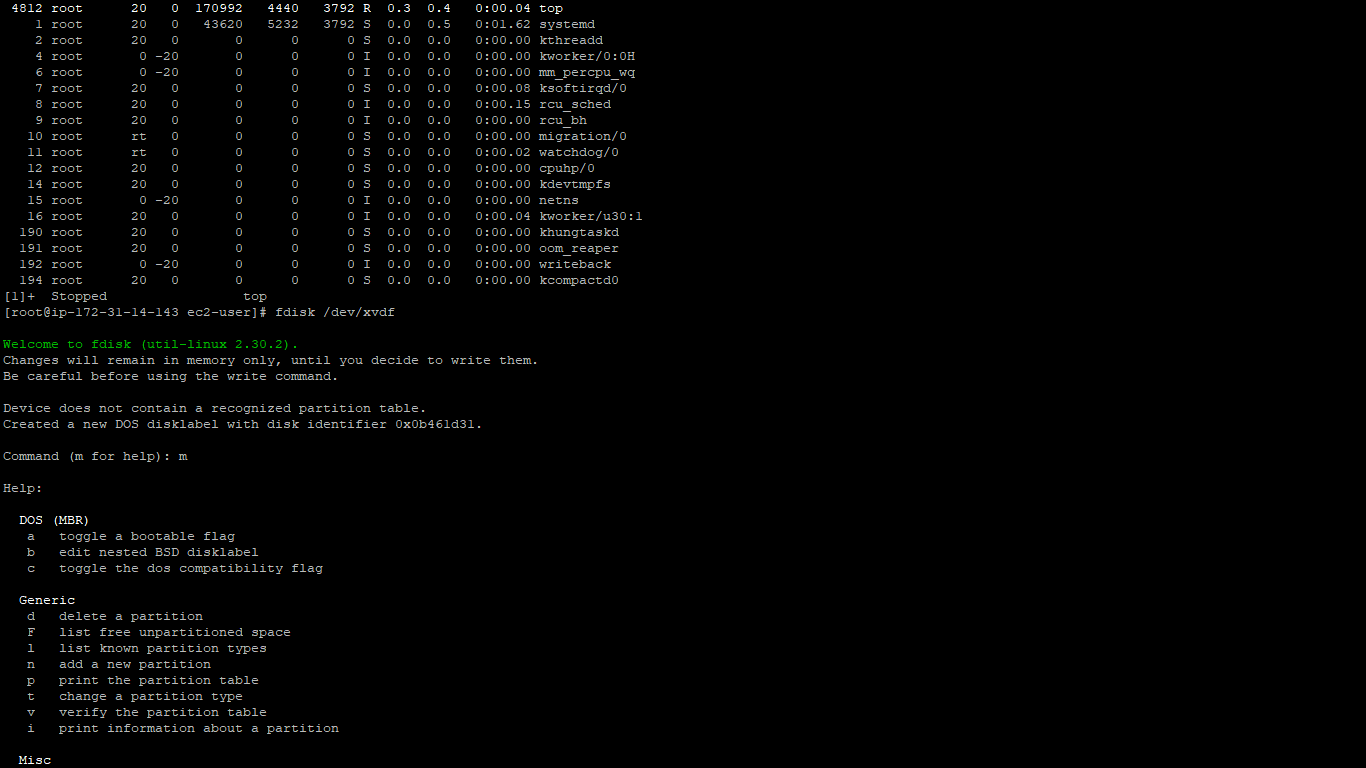 4812 root      20   0  170992   4440   3792 R  0.3  0.4   0:00.04 top
1 root      20   0   43620   5232   3792 S  0.0  0.5   0:01.62 systemd
2 root      20   0       0      0      0 S  0.0  0.0   0:00.00 kthreadd
4 root       0 -20       0      0      0 I  0.0  0.0   0:00.00 kworker/0:0H
6 root       0 -20       0      0      0 I  0.0  0.0   0:00.00 mm_percpu_wq
7 root      20   0       0      0      0 S  0.0  0.0   0:00.08 ksoftirqd/0
8 root      20   0       0      0      0 I  0.0  0.0   0:00.15 rcu_sched
9 root      20   0       0      0      0 I  0.0  0.0   0:00.00 rcu_bh
10 root      rt   0       0      0      0 S  0.0  0.0   0:00.00 migration/0
11 root      rt   0       0      0      0 S  0.0  0.0   0:00.02 watchdog/0
12 root      20   0       0      0      0 S  0.0  0.0   0:00.00 cpuhp/0
14 root      20   0       0      0      0 S  0.0  0.0   0:00.00 kdevtmpfs
15 root       0 -20       0      0      0 I  0.0  0.0   0:00.00 netns
16 root      20   0       0      0      0 I  0.0  0.0   0:00.04 kworker/u30:1
190 root      20   0       0      0      0 S  0.0  0.0   0:00.00 khungtaskd
191 root      20   0       0      0      0 S  0.0  0.0   0:00.00 oom_reaper
192 root       0 -20       0      0      0 I  0.0  0.0   0:00.00 writeback
194 root      20   0       0      0      0 S  0.0  0.0   0:00.00 kcompactd0
[1]+  Stopped                 top
[root@ip-172-31-14-143 ec2-user]# fdisk /dev/xvdf
Welcome to fdisk (util-linux 2.30.2).
Changes will remain in memory only, until you decide to write them.
Be careful before using the write command.
Device does not contain a recognized partition table.
Created a new DOS disklabel with disk identifier 0x0b461d31.
Command (m for help): m
Help:
DOS (MBR)
a   toggle a bootable flag
b   edit nested BSD disklabel
c   toggle the dos compatibility flag
Generic
d   delete a partition
F   list free unpartitioned space
l   list known partition types
n   add a new partition
p   print the partition table
t   change a partition type
v   verify the partition table
i   print information about a partition
Misc